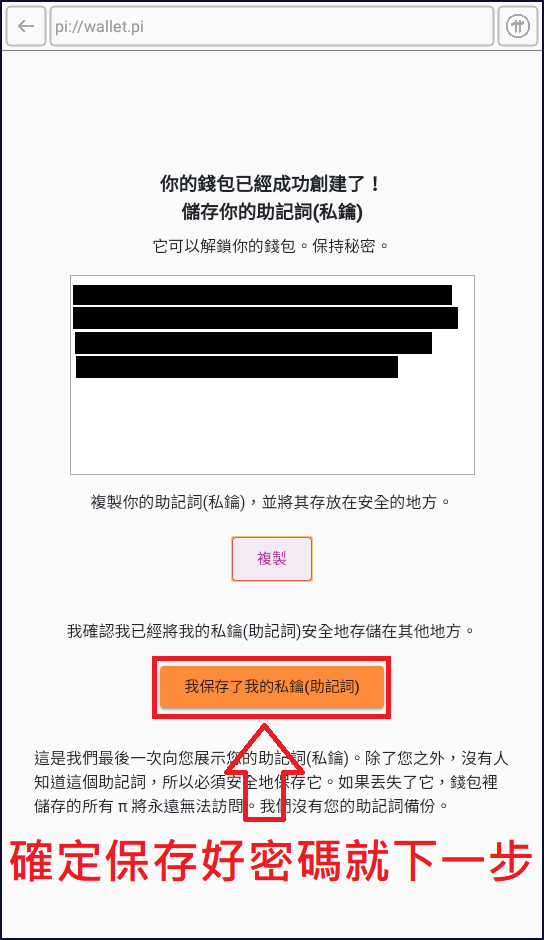 pi://wallet.pi
你的錢包已經成功創建了！
儲存你的助記詞(私鑰)
它可以解鎖你的錢包。保持秘密。
複製你的助記詞(私鑰)，並將其存放在安全的地方。
複製
我確認我已經將我的私鑰(助記詞)安全地存儲在其他地方。
我保存了我的私鑰(助記詞)
這是我們最後一次向您展示您的助記詞(私鑰)。除了您之外，沒有人
知道這個助記詞，所以必須安全地保存它。如果丟失了它，錢包裡
儲存的所有 π 將永遠無法訪問。我們沒有您的助記詞備份。
確定保存好密碼就下一步